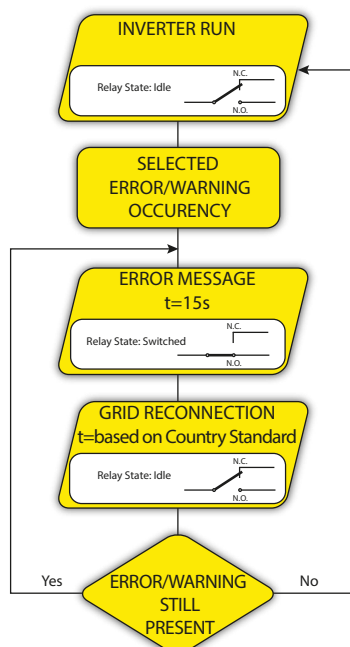 INVERTER RUN
N.C.
Relay State: Idle
N.O.
SELECTED
ERROR/WARNING
OCCURENCY
ERROR MESSAGE
t=15s
N.C.
Relay State: Switched
N.O.
GRID RECONNECTION
t=based on Country Standard
N.C.
Relay State: Idle
N.O.
Yes
ERROR/WARNING
No
STILL
PRESENT